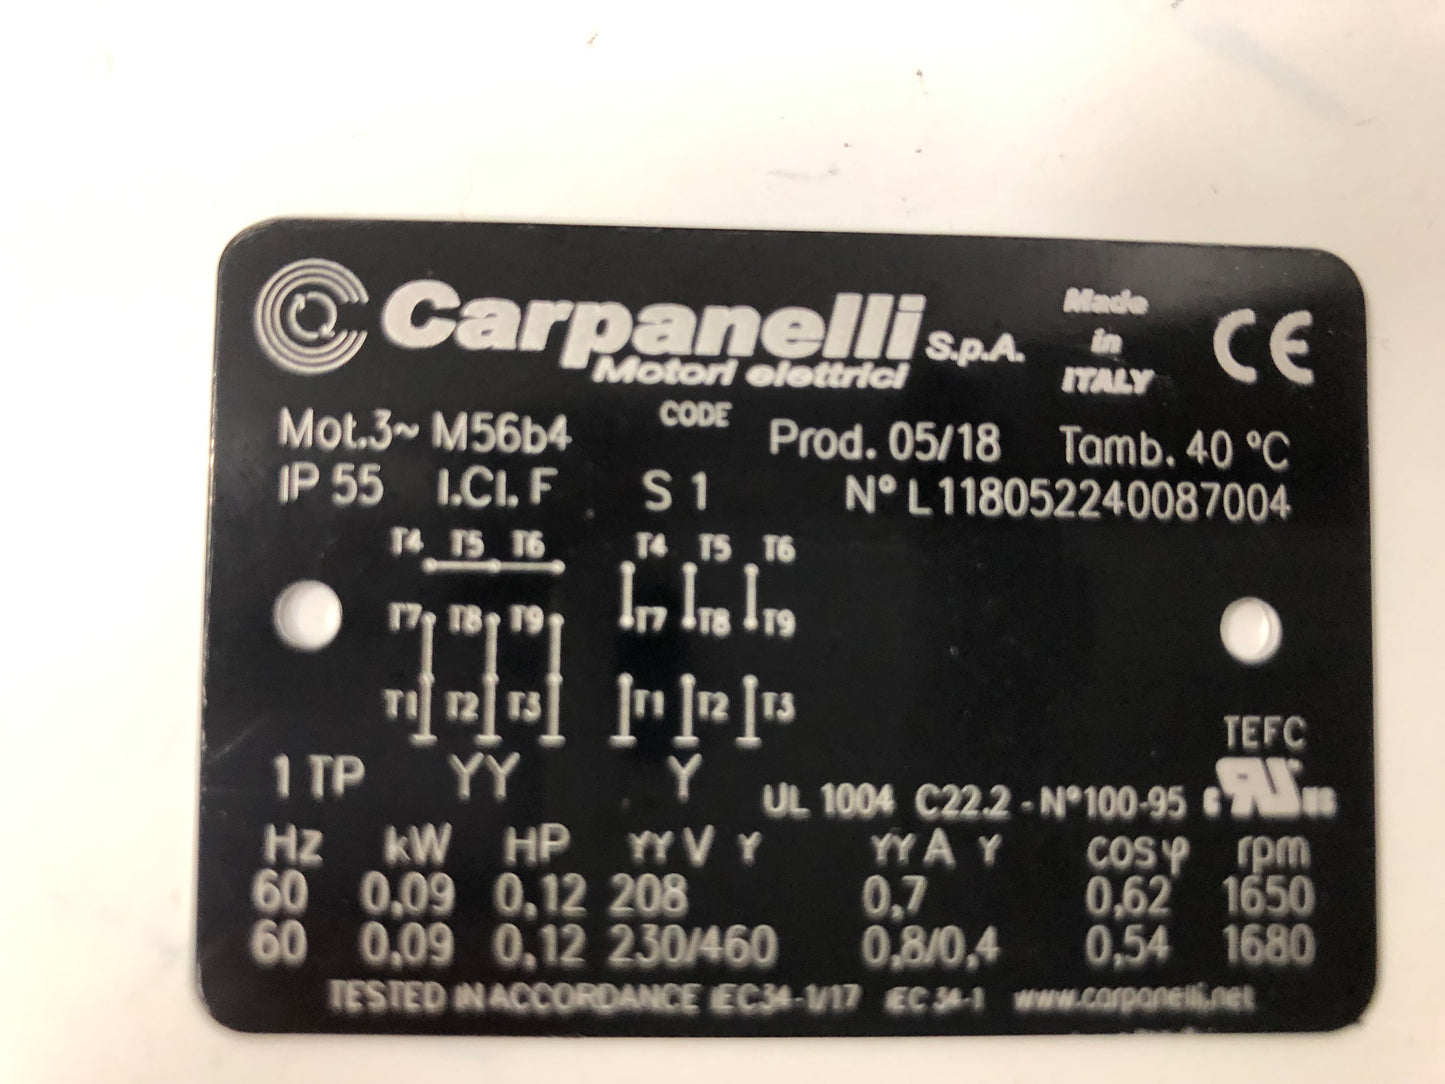 Carpanelli S.p.A.
Motori elettrici
Made
in
ITALY
CE
CODE
Mot.3~ M56b4 Prod. 05/18 Tamb. 40 °C
IP 55 I.Cl. F S 1 N° L118052240087004
T4 T5 T6 T4 T5 T6
T7 T8 T9 T7 T8 T9
T1 T2 T3 T1 T2 T3
TEFC
1 TP YY Y UL 1004 C22.2 - N°100-95 c RU us
Hz kW HP YY V Y YY A Y cosφ rpm
60 0,09 0,12 208 0,7 0,62 1650
60 0,09 0,12 230/460 0,8/0,4 0,54 1680
TESTED IN ACCORDANCE IEC34-1/17 IEC 34-1 www.carpanelli.net